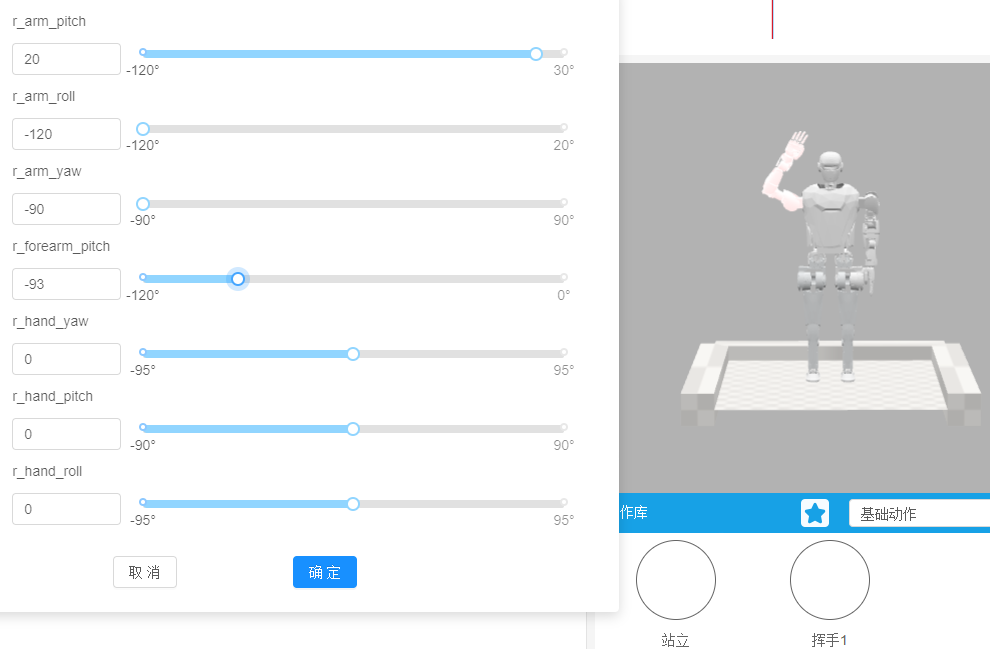 r_arm_pitch
20
-120°
30°
r_arm_roll
-120
-120°
20°
r_arm_yaw
-90
-90°
90°
r_forearm_pitch
-93
-120°
0°
r_hand_yaw
0
-95°
95°
r_hand_pitch
0
-90°
90°
r_hand_roll
0
-95°
95°
取 消
确 定
作库
基础动作
站立
挥手1